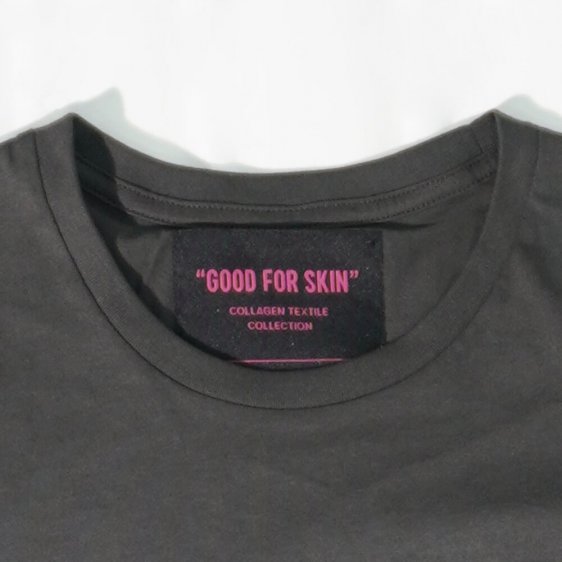 “GOOD FOR SKIN”
COLLAGEN TEXTILE
COLLECTION